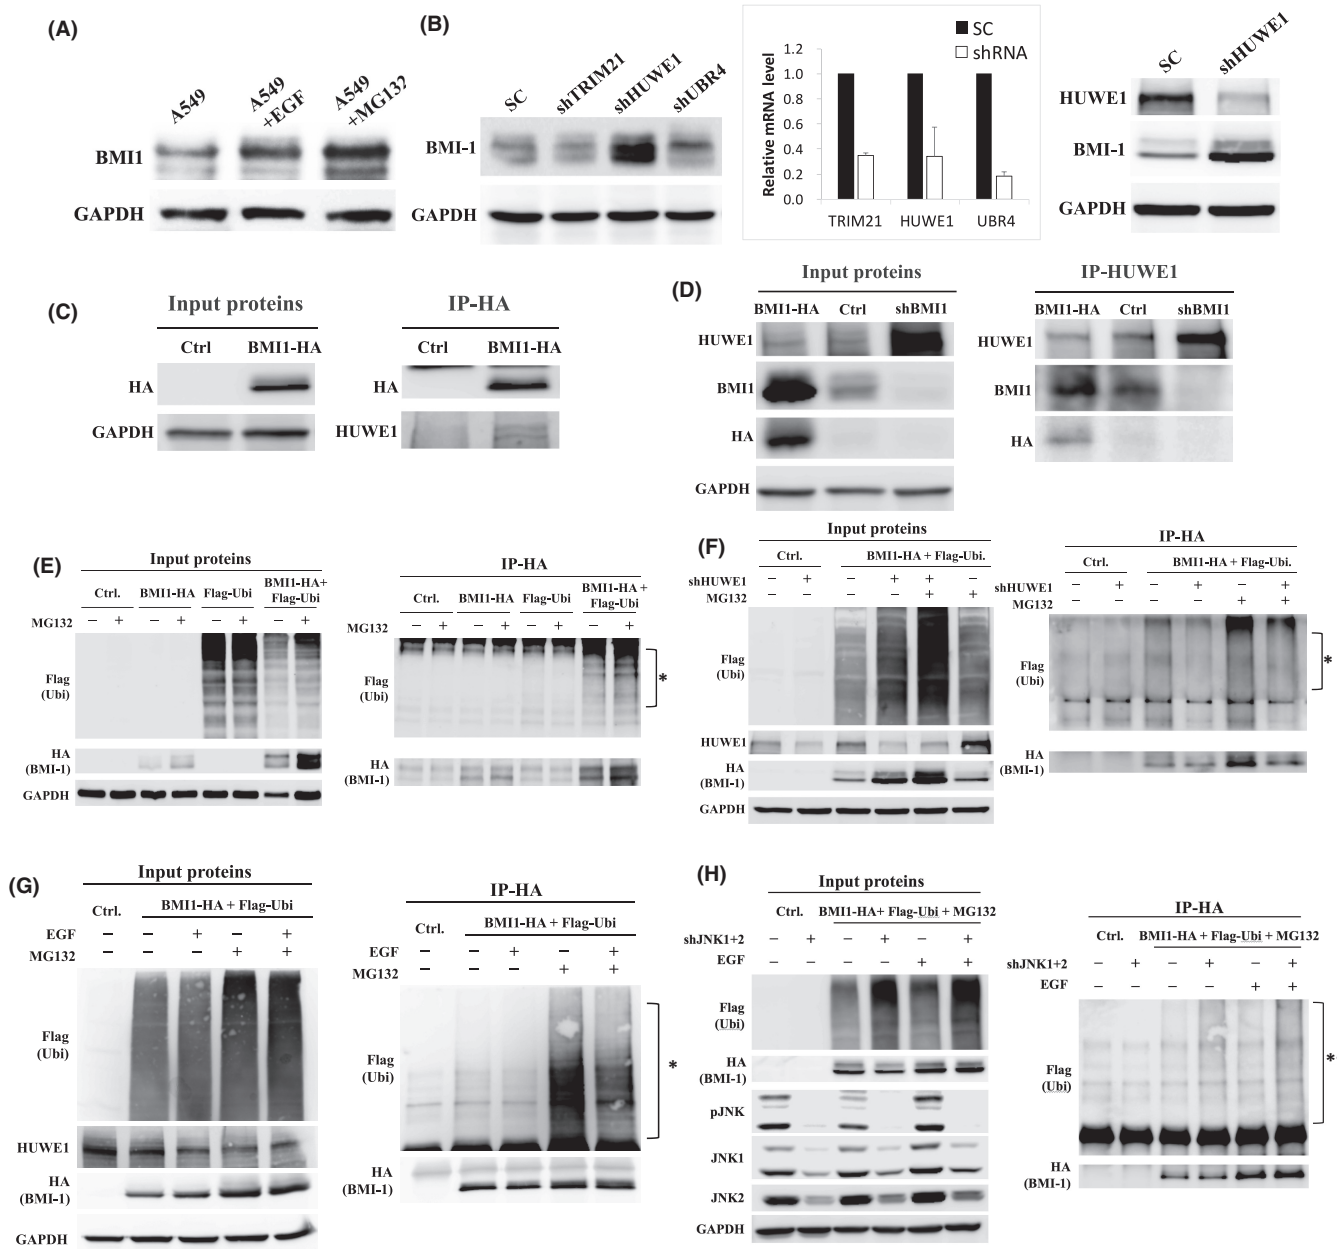 (A)
A549
A549 +EGF
A549 +MG132
BMI1
GAPDH
(B)
SC
shTRIM21
shHUWE1
shUBR4
BMI-1
GAPDH
SC
shRNA
Relative mRNA level
1.2
1.0
0.8
0.6
0.4
0.2
0.0
TRIM21 HUWE1 UBR4
SC
shHUWE1
HUWE1
BMI-1
GAPDH
(C)
Input proteins
Ctrl BMI1-HA
HA
GAPDH
IP-HA
Ctrl BMI1-HA
HA
HUWE1
(D)
Input proteins
BMI1-HA Ctrl shBMI1
HUWE1
BMI1
HA
GAPDH
IP-HUWE1
BMI1-HA Ctrl shBMI1
HUWE1
BMI1
HA
(E)
Input proteins
Ctrl. BMI1-HA Flag-Ubi BMI1-HA+
Flag-Ubi
MG132 – + – + – + – +
Flag
(Ubi)
HA
(BMI-1)
GAPDH
IP-HA
Ctrl. BMI1-HA Flag-Ubi BMI1-HA +
Flag-Ubi
MG132 – + – + – + – +
Flag
(Ubi)
*
HA
(BMI-1)
(F)
Input proteins
Ctrl. BMI1-HA + Flag-Ubi.
shHUWE1 – + – + + –
MG132 – – – – + +
Flag
(Ubi)
HUWE1
HA
(BMI-1)
GAPDH
IP-HA
Ctrl. BMI1-HA + Flag-Ubi.
shHUWE1 – + – + – +
MG132 – – – – + +
Flag
(Ubi)
*
HA
(BMI-1)
(G)
Input proteins
Ctrl. BMI1-HA + Flag-Ubi
EGF – – + – +
MG132 – – – + +
Flag
(Ubi)
HUWE1
HA
(BMI-1)
GAPDH
IP-HA
Ctrl. BMI1-HA + Flag-Ubi
EGF – – + – +
MG132 – – – + +
Flag
(Ubi)
*
HA
(BMI-1)
(H)
Input proteins
Ctrl. BMI1-HA+ Flag-Ubi + MG132
shJNK1+2 – + – + – +
EGF – – – – + +
Flag
(Ubi)
HA
(BMI-1)
pJNK
JNK1
JNK2
GAPDH
IP-HA
Ctrl. BMI1-HA + Flag-Ubi + MG132
shJNK1+2 – + – + – +
EGF – – – – + +
Flag
(Ubi)
*
HA
(BMI-1)